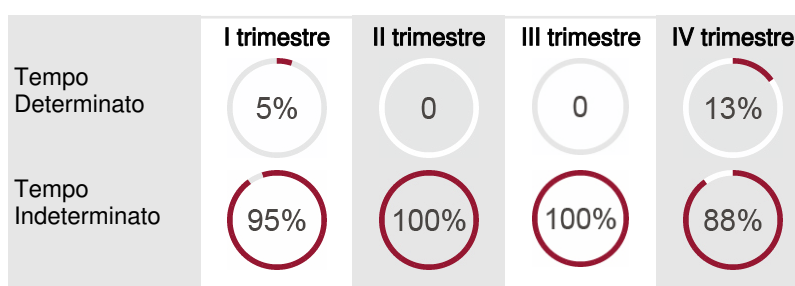 I trimestre II trimestre III trimestre IV trimestre
Tempo
Determinato 5% 0 0 13%
Tempo
Indeterminato 95% 100% 100% 88%